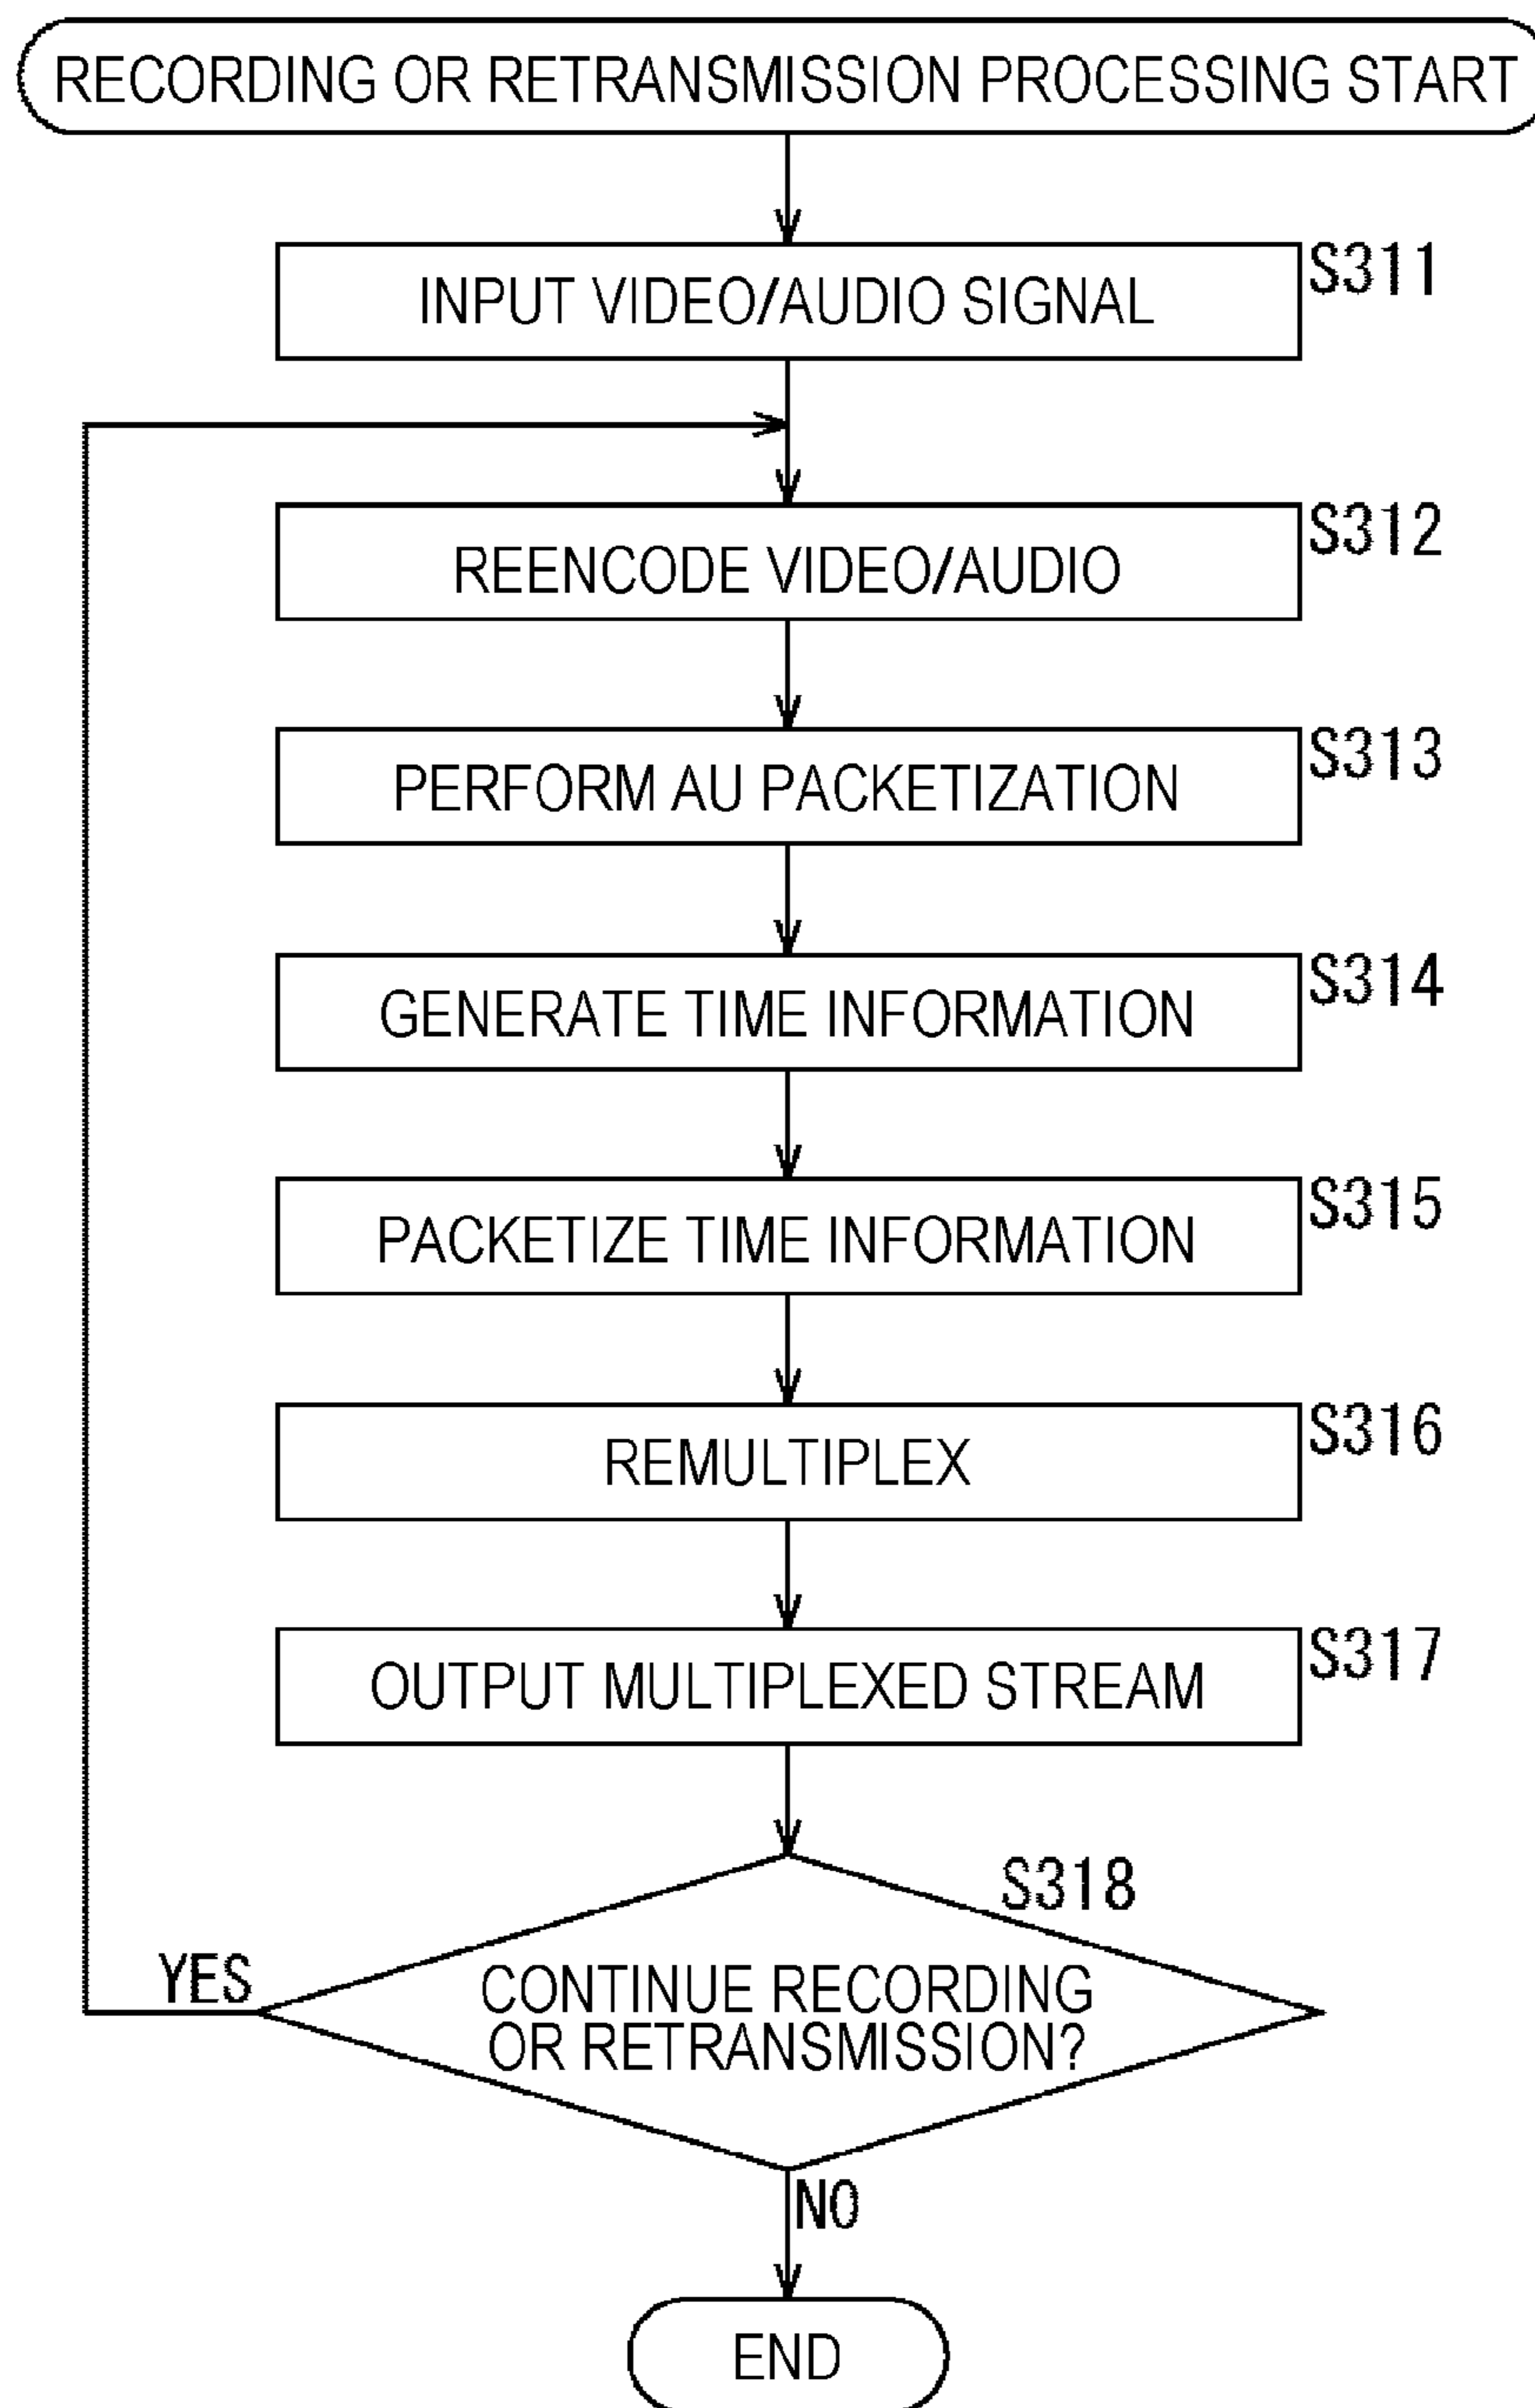 RECORDING OR RETRANSMISSION PROCESSING START
INPUT VIDEO/AUDIO SIGNAL
S311
REENCODE VIDEO/AUDIO
S312
PERFORM AU PACKETIZATION
S313
GENERATE TIME INFORMATION
S314
PACKETIZE TIME INFORMATION
S315
REMULTIPLEX
S316
OUTPUT MULTIPLEXED STREAM
S317
S318
YES
CONTINUE RECORDING
OR RETRANSMISSION?
NO
END